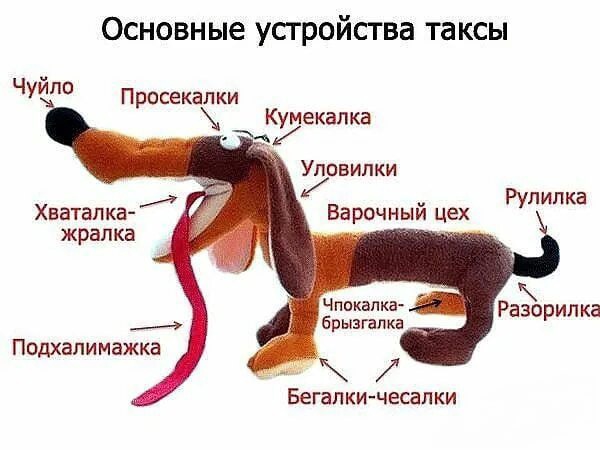 Основные устройства таксы
Чуйло
Просекалки
Кумекалка
Уловилки
Рулилка
Хваталка-
жралка
Варочный цех
Чпокалка-
брызгалка
Разорилка
Подхалимажка
Бегалки-чесалки